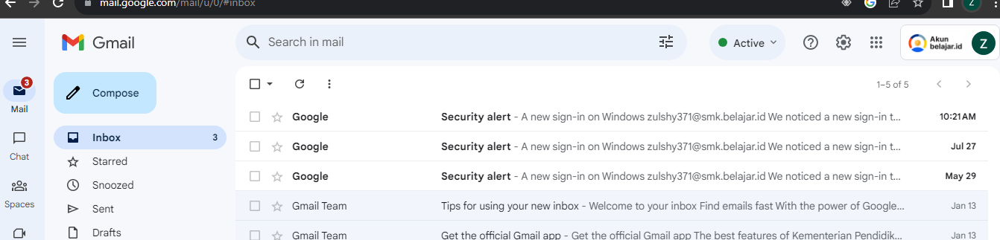 mail.google.com/mail/u/0/#inbox
Z
Gmail
Search in mail
Active
Akun
belajar.id
Z
3
Mail
Compose
1–5 of 5
Google Security alert - A new sign-in on Windows zulshy371@smk.belajar.id We noticed a new sign-in t... 10:21 AM
Inbox 3
Chat
Google Security alert - A new sign-in on Windows zulshy371@smk.belajar.id We noticed a new sign-in t... Jul 27
Starred
Google Security alert - A new sign-in on Windows zulshy371@smk.belajar.id We noticed a new sign-in t... May 29
Snoozed
Spaces
Gmail Team Tips for using your new inbox - Welcome to your inbox Find emails fast With the power of Google... Jan 13
Sent
Drafts
Gmail Team Get the official Gmail app - Get the official Gmail app The best features of Kementerian Pendidik... Jan 13